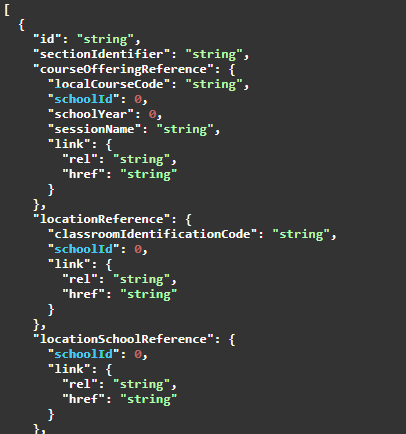 [
  {
    "id": "string",
    "sectionIdentifier": "string",
    "courseOfferingReference": {
      "localCourseCode": "string",
      "schoolId": 0,
      "schoolYear": 0,
      "sessionName": "string",
      "link": {
        "rel": "string",
        "href": "string"
      }
    },
    "locationReference": {
      "classroomIdentificationCode": "string",
      "schoolId": 0,
      "link": {
        "rel": "string",
        "href": "string"
      }
    },
    "locationSchoolReference": {
      "schoolId": 0,
      "link": {
        "rel": "string",
        "href": "string"
      }
    },